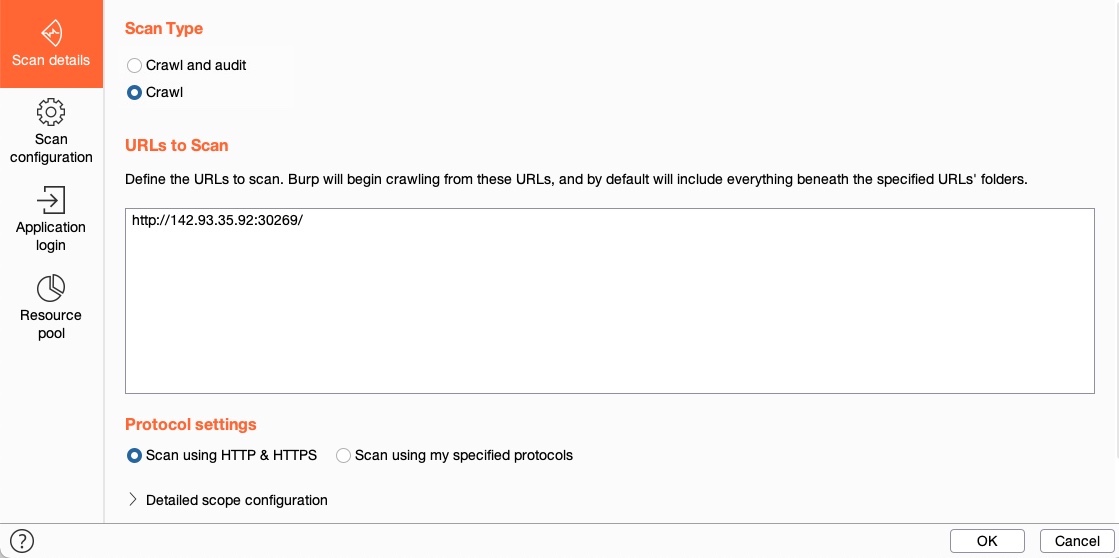 Scan details
Scan
configuration
Application
login
Resource
pool
Scan Type
Crawl and audit
Crawl
URLs to Scan
Define the URLs to scan. Burp will begin crawling from these URLs, and by default will include everything beneath the specified URLs' folders.
http://142.93.35.92:30269/
Protocol settings
Scan using HTTP & HTTPS Scan using my specified protocols
Detailed scope configuration
?
OK Cancel